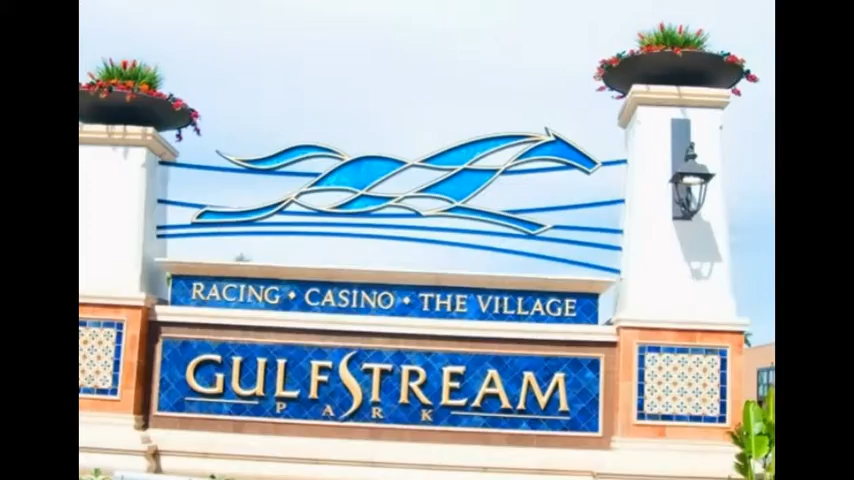 RACING • CASINO • THE VILLAGE
GULFSTREAM
PARK